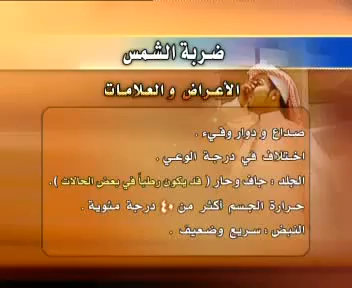 ضربة الشمس
الأعراض و العلامات
صداع و دوار وقيء .
اختلاف في درجة الوعي .
الجلد : جاف وحار ( قد يكون رطباً في بعض الحالات ) .
حرارة الجسم أكثر من ٤٠ درجة مئوية .
النبض : سريع وضعيف .